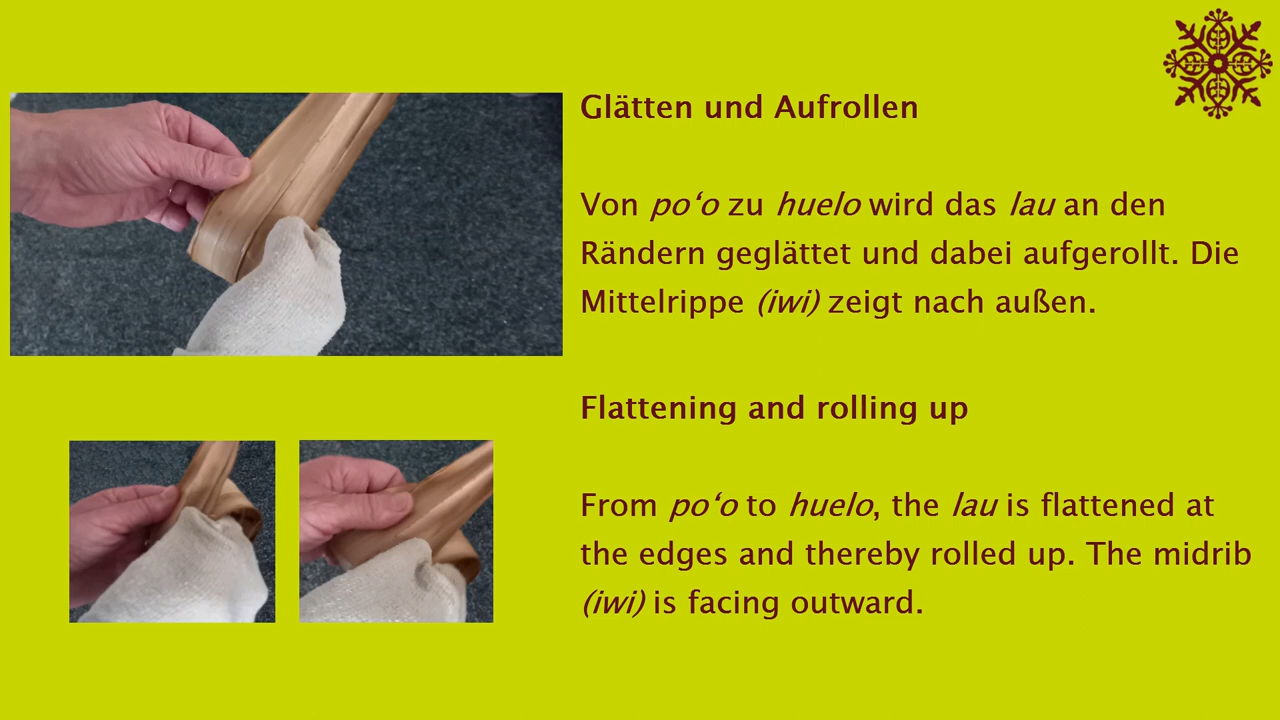 Glätten und Aufrollen
Von po‘o zu huelo wird das lau an den
Rändern geglättet und dabei aufgerollt. Die
Mittelrippe (iwi) zeigt nach außen.
Flattening and rolling up
From po‘o to huelo, the lau is flattened at
the edges and thereby rolled up. The midrib
(iwi) is facing outward.